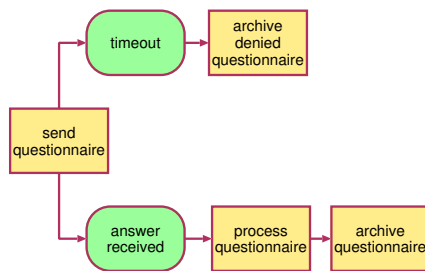 timeout
archive
denied
questionnaire
send
questionnaire
answer
received
process
questionnaire
archive
questionnaire